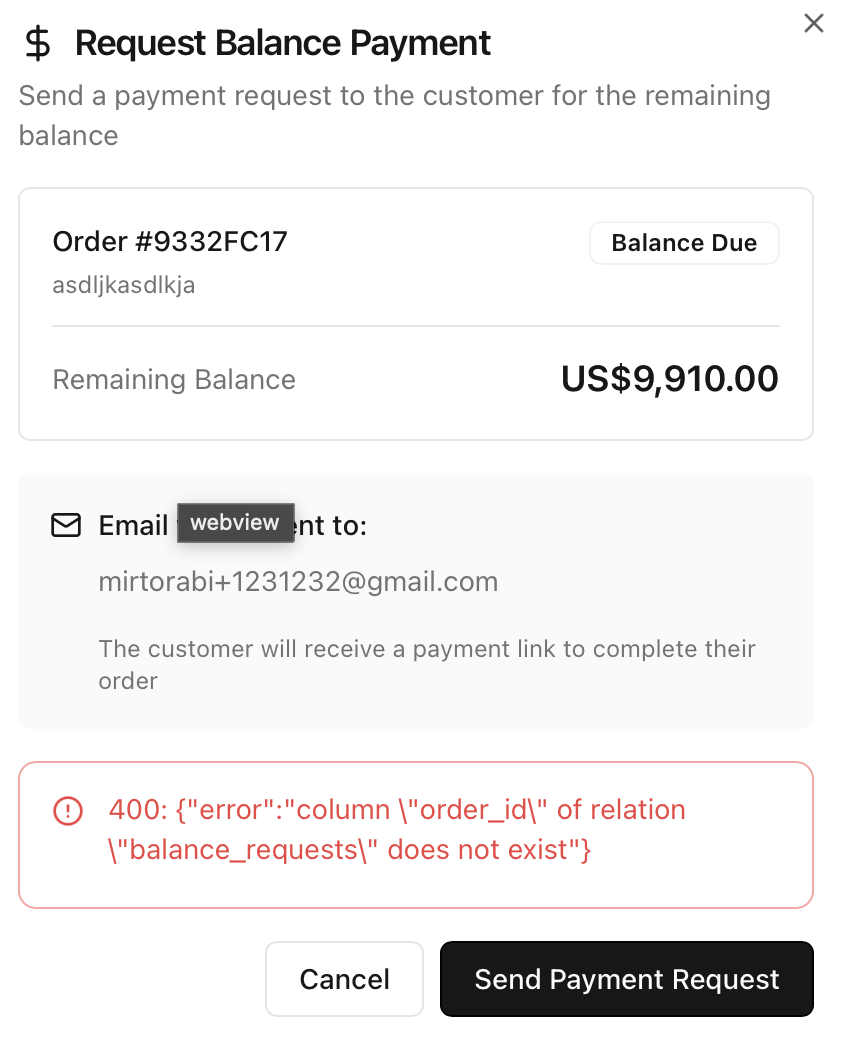 Request Balance Payment
Send a payment request to the customer for the remaining
balance
Order #9332FC17
Balance Due
asdljkasdlkja
Remaining Balance
US$9,910.00
Email webview ent to:
mirtorabi+1231232@gmail.com
The customer will receive a payment link to complete their
order
400: {"error":"column \"order_id\" of relation
\"balance_requests\" does not exist"}
Cancel
Send Payment Request